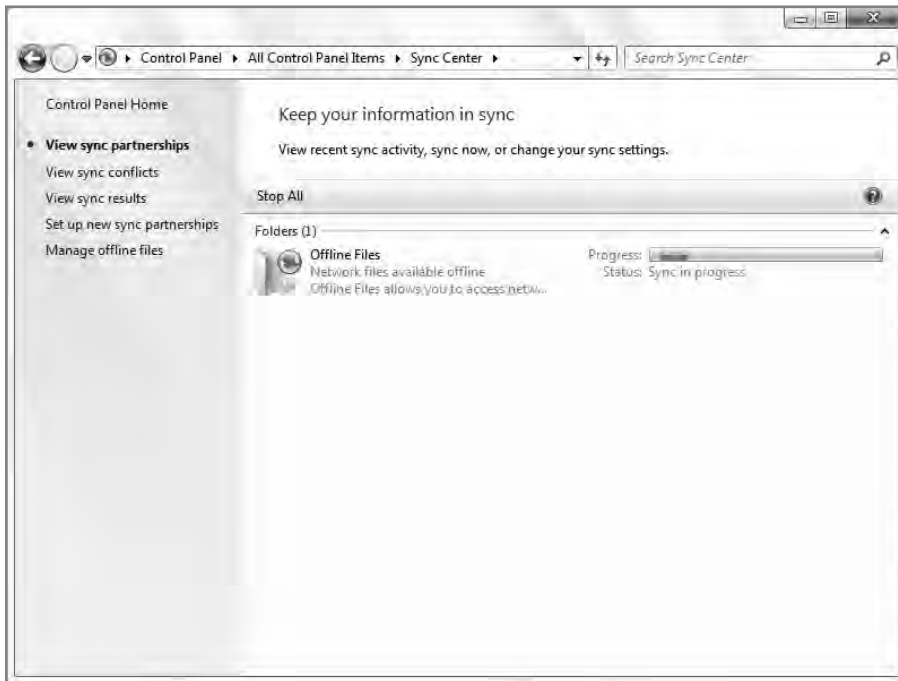 Control Panel All Control Panel Items Sync Center Search Sync Center
Control Panel Home
Keep your information in sync
View sync partnerships
View recent sync activity, sync now, or change your sync settings.
View sync conflicts
View sync results
Stop All
Set up new sync partnerships
Folders (1)
Manage offline files
Offline Files
Progress:
Network files available offline
Status: Sync in progress
Offline Files allows you to access netw...